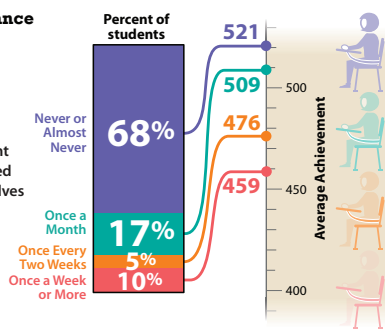 ance
Percent of
students
521
509
476
459
Never or
Almost
Never
68%
nt
ed
lves
Once a
Month
17%
Once Every
Two Weeks
5%
Once a Week
or More
10%
500
450
400
Average Achievement